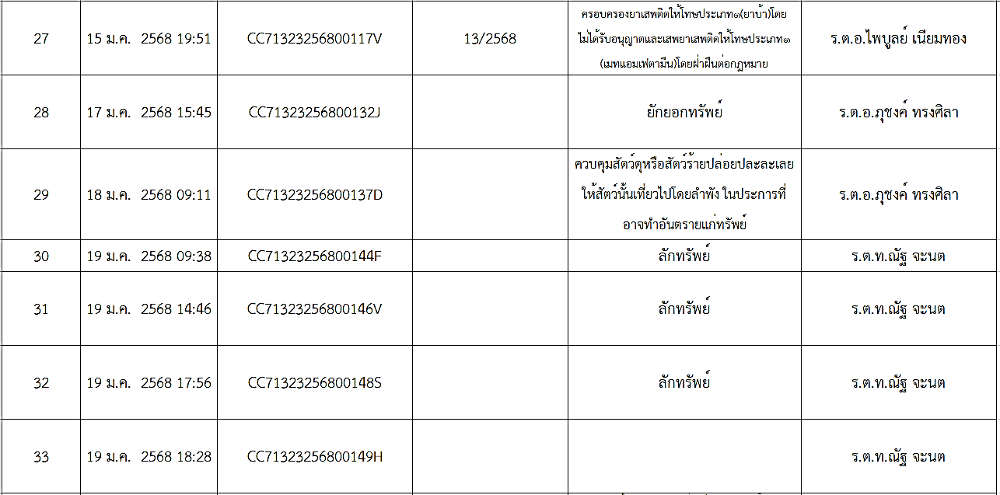 27 15 ม.ค. 2568 19:51 CC71323256800117V 13/2568 ครอบครองยาเสพติดให้โทษประเภท๑(ยาบ้า)โดย
ไม่ได้รับอนุญาตและเสพยาเสพติดให้โทษประเภท๑
(เมทแอมเฟตามีน)โดยฝ่าฝืนต่อกฎหมาย ร.ต.อ.ไพบูลย์ เนียมทอง
28 17 ม.ค. 2568 15:45 CC71323256800132J ยักยอกทรัพย์ ร.ต.อ.ภุชงค์ ทรงศิลา
29 18 ม.ค. 2568 09:11 CC71323256800137D ควบคุมสัตว์ดุหรือสัตว์ร้ายปล่อยปละละเลย
ให้สัตว์นั้นเที่ยวไปโดยลำพัง ในประการที่
อาจทำอันตรายแก่ทรัพย์ ร.ต.อ.ภุชงค์ ทรงศิลา
30 19 ม.ค. 2568 09:38 CC71323256800144F ลักทรัพย์ ร.ต.ท.ณัฐ จะนต
31 19 ม.ค. 2568 14:46 CC71323256800146V ลักทรัพย์ ร.ต.ท.ณัฐ จะนต
32 19 ม.ค. 2568 17:56 CC71323256800148S ลักทรัพย์ ร.ต.ท.ณัฐ จะนต
33 19 ม.ค. 2568 18:28 CC71323256800149H ร.ต.ท.ณัฐ จะนต